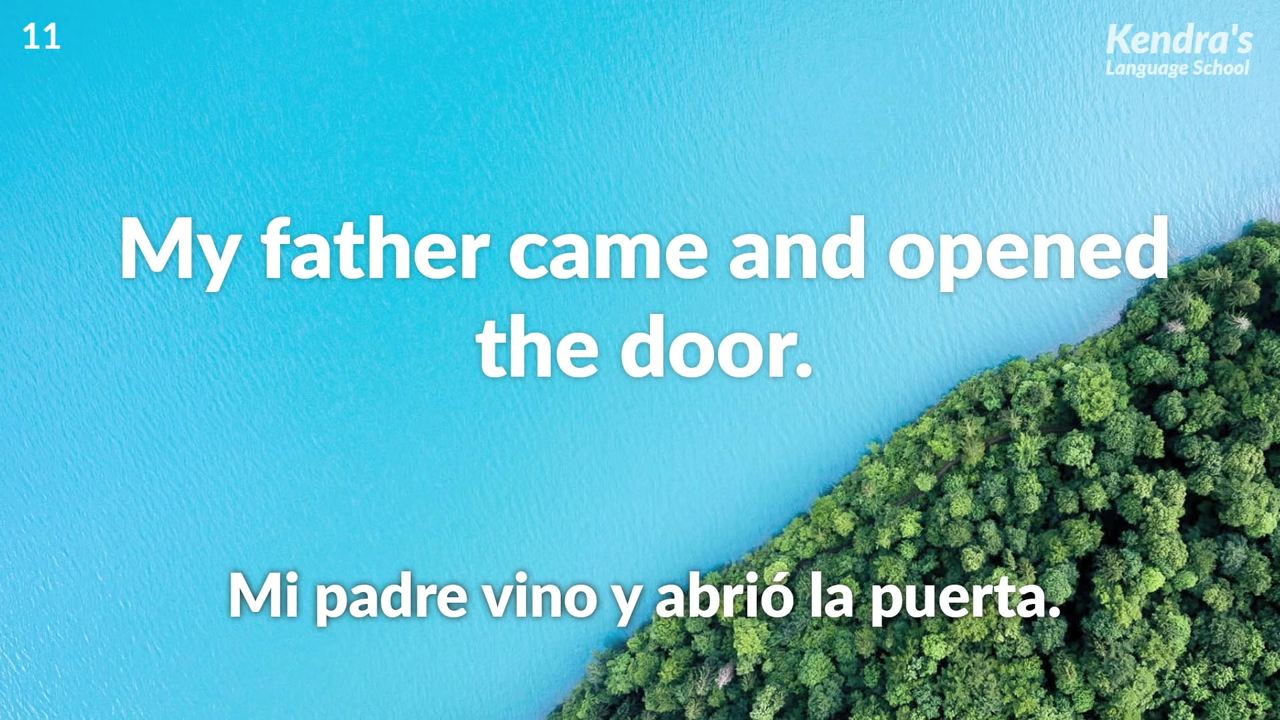 11
Kendra's
Language School
My father came and opened
the door.
Mi padre vino y abrió la puerta.